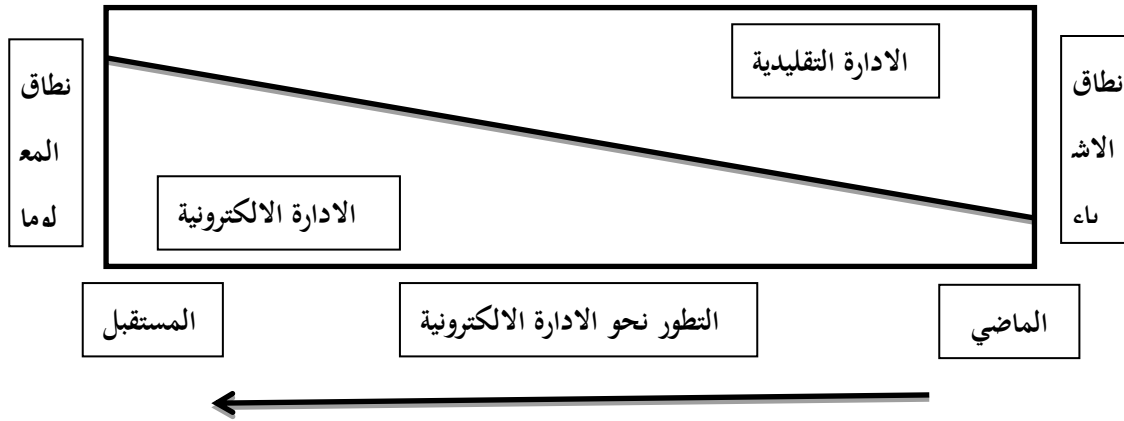 الادارة التقليدية
نطاق
الاش
ياء
نطاق
المع
لوما
الادارة الالكترونية
الماضي
التطور نحو الادارة الالكترونية
المستقبل